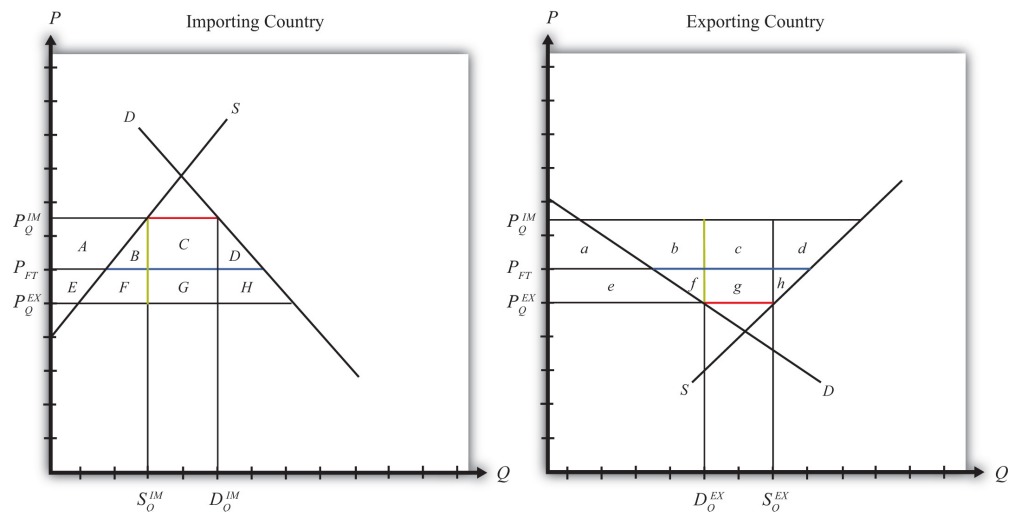 P Importing Country
D S
P_Q^IM
A B C D
P_FT
E F G H
P_Q^EX
Q
S_Q^IM D_Q^IM
P Exporting Country
P_Q^IM
a b c d
P_FT
e f g h
P_Q^EX
S D
Q
D_Q^EX S_Q^EX